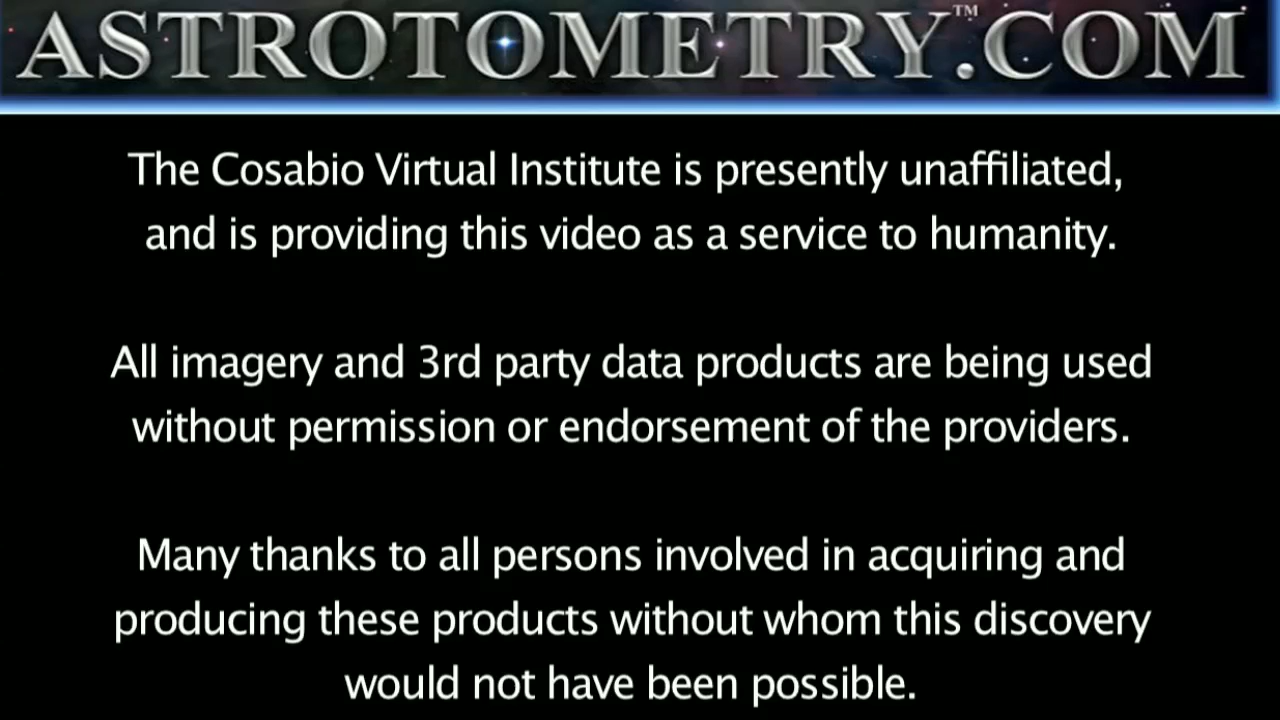 ASTROTOMETRY™.COM
The Cosabio Virtual Institute is presently unaffiliated,
and is providing this video as a service to humanity.
All imagery and 3rd party data products are being used
without permission or endorsement of the providers.
Many thanks to all persons involved in acquiring and
producing these products without whom this discovery
would not have been possible.